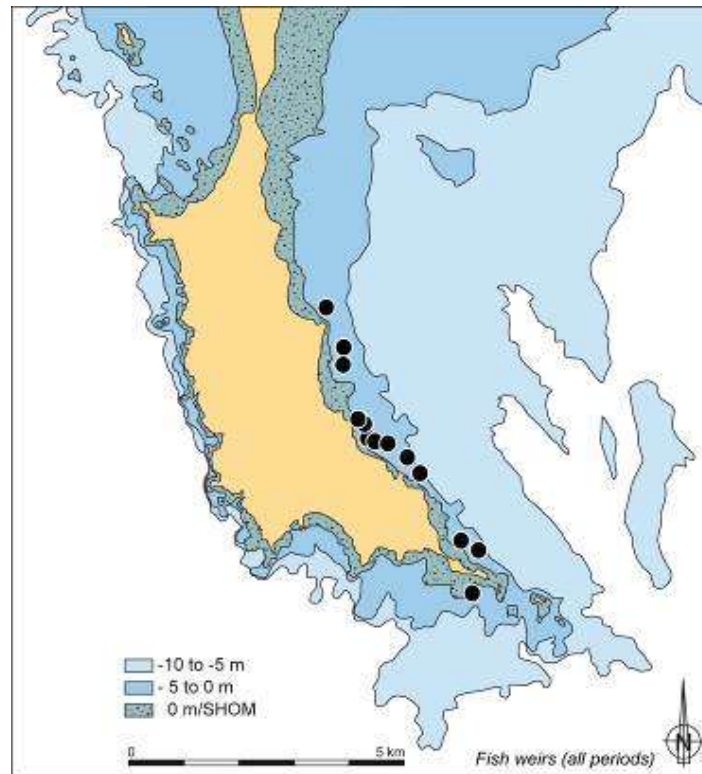 -10 to -5 m
- 5 to 0 m
0 m/SHOM
0 5 km
Fish weirs (all periods)
N